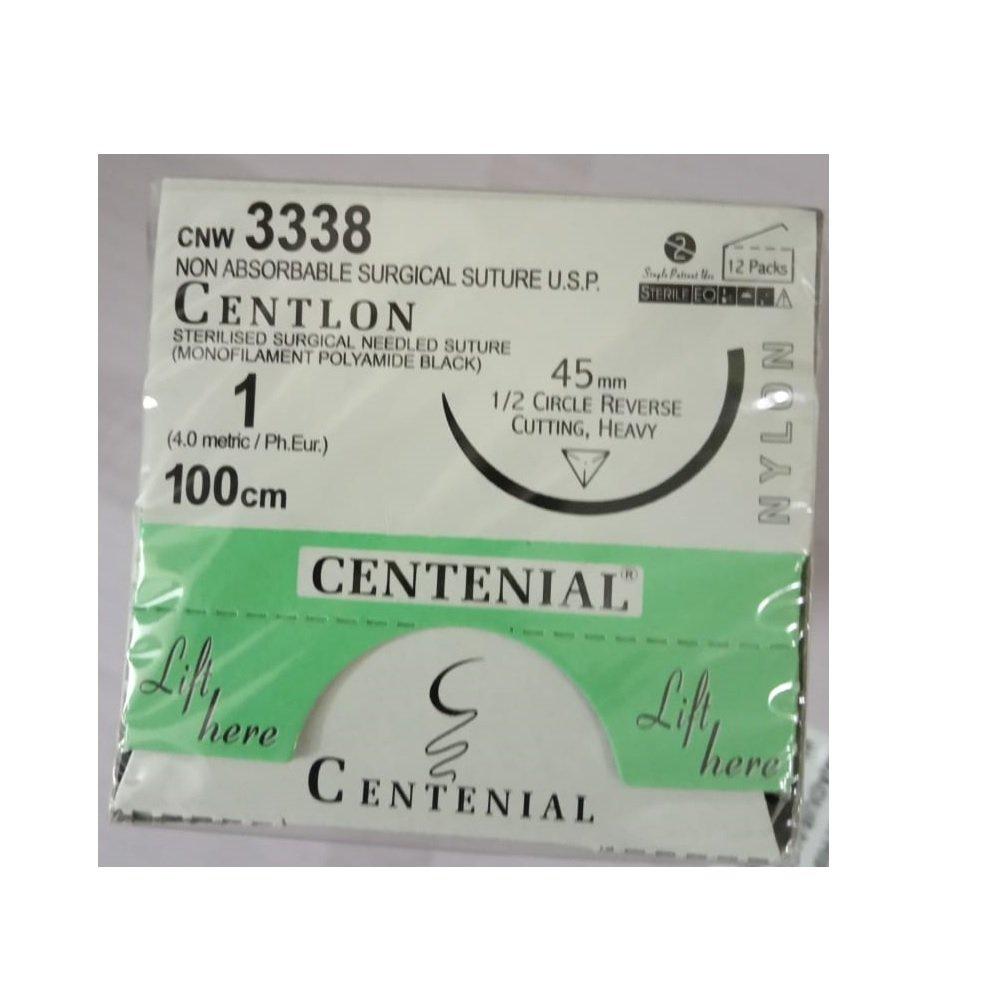 CNW 3338
NON ABSORBABLE SURGICAL SUTURE U.S.P.
CENTLON
STERILISED SURGICAL NEEDLED SUTURE
(MONOFILAMENT POLYAMIDE BLACK)
1
(4.0 metric / Ph.Eur.)
100cm
2
Single Patient Use
12 Packs
STERILE EO
45mm
1/2 CIRCLE REVERSE
CUTTING, HEAVY
NYLON
CENTENIAL®
Lift here
Lift here
CENTENIAL